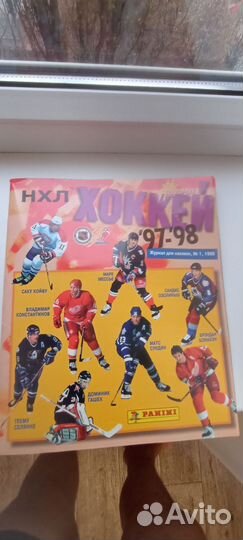 НХЛ
ХОККЕЙ
'97-'98
Журнал для наклеек, № 1, 1998
САКУ КОЙВУ
МАРК
МЕССЬЕ
САНДИС
ОЗОЛИНЬШ
ВЛАДИМИР
КОНСТАНТИНОВ
МАТС СУНДИН
БРЕНДАН
ШЕНАХЕН
ТЕЕМУ
СЕЛЯННЕ
ДОМИНИК
ГАШЕК
PANINI
Avito